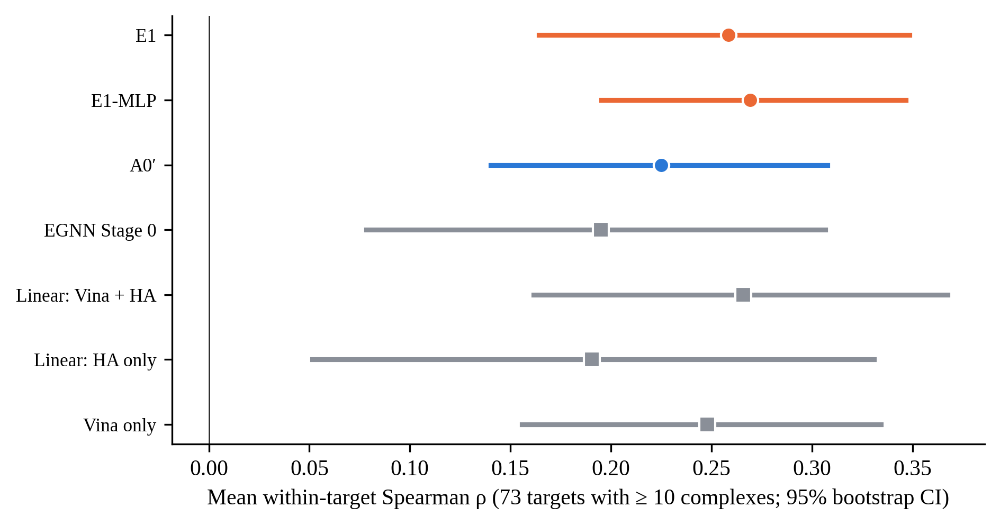 E1
E1-MLP
A0′
EGNN Stage 0
Linear: Vina + HA
Linear: HA only
Vina only
0.00 0.05 0.10 0.15 0.20 0.25 0.30 0.35
Mean within-target Spearman ρ (73 targets with ≥ 10 complexes; 95% bootstrap CI)